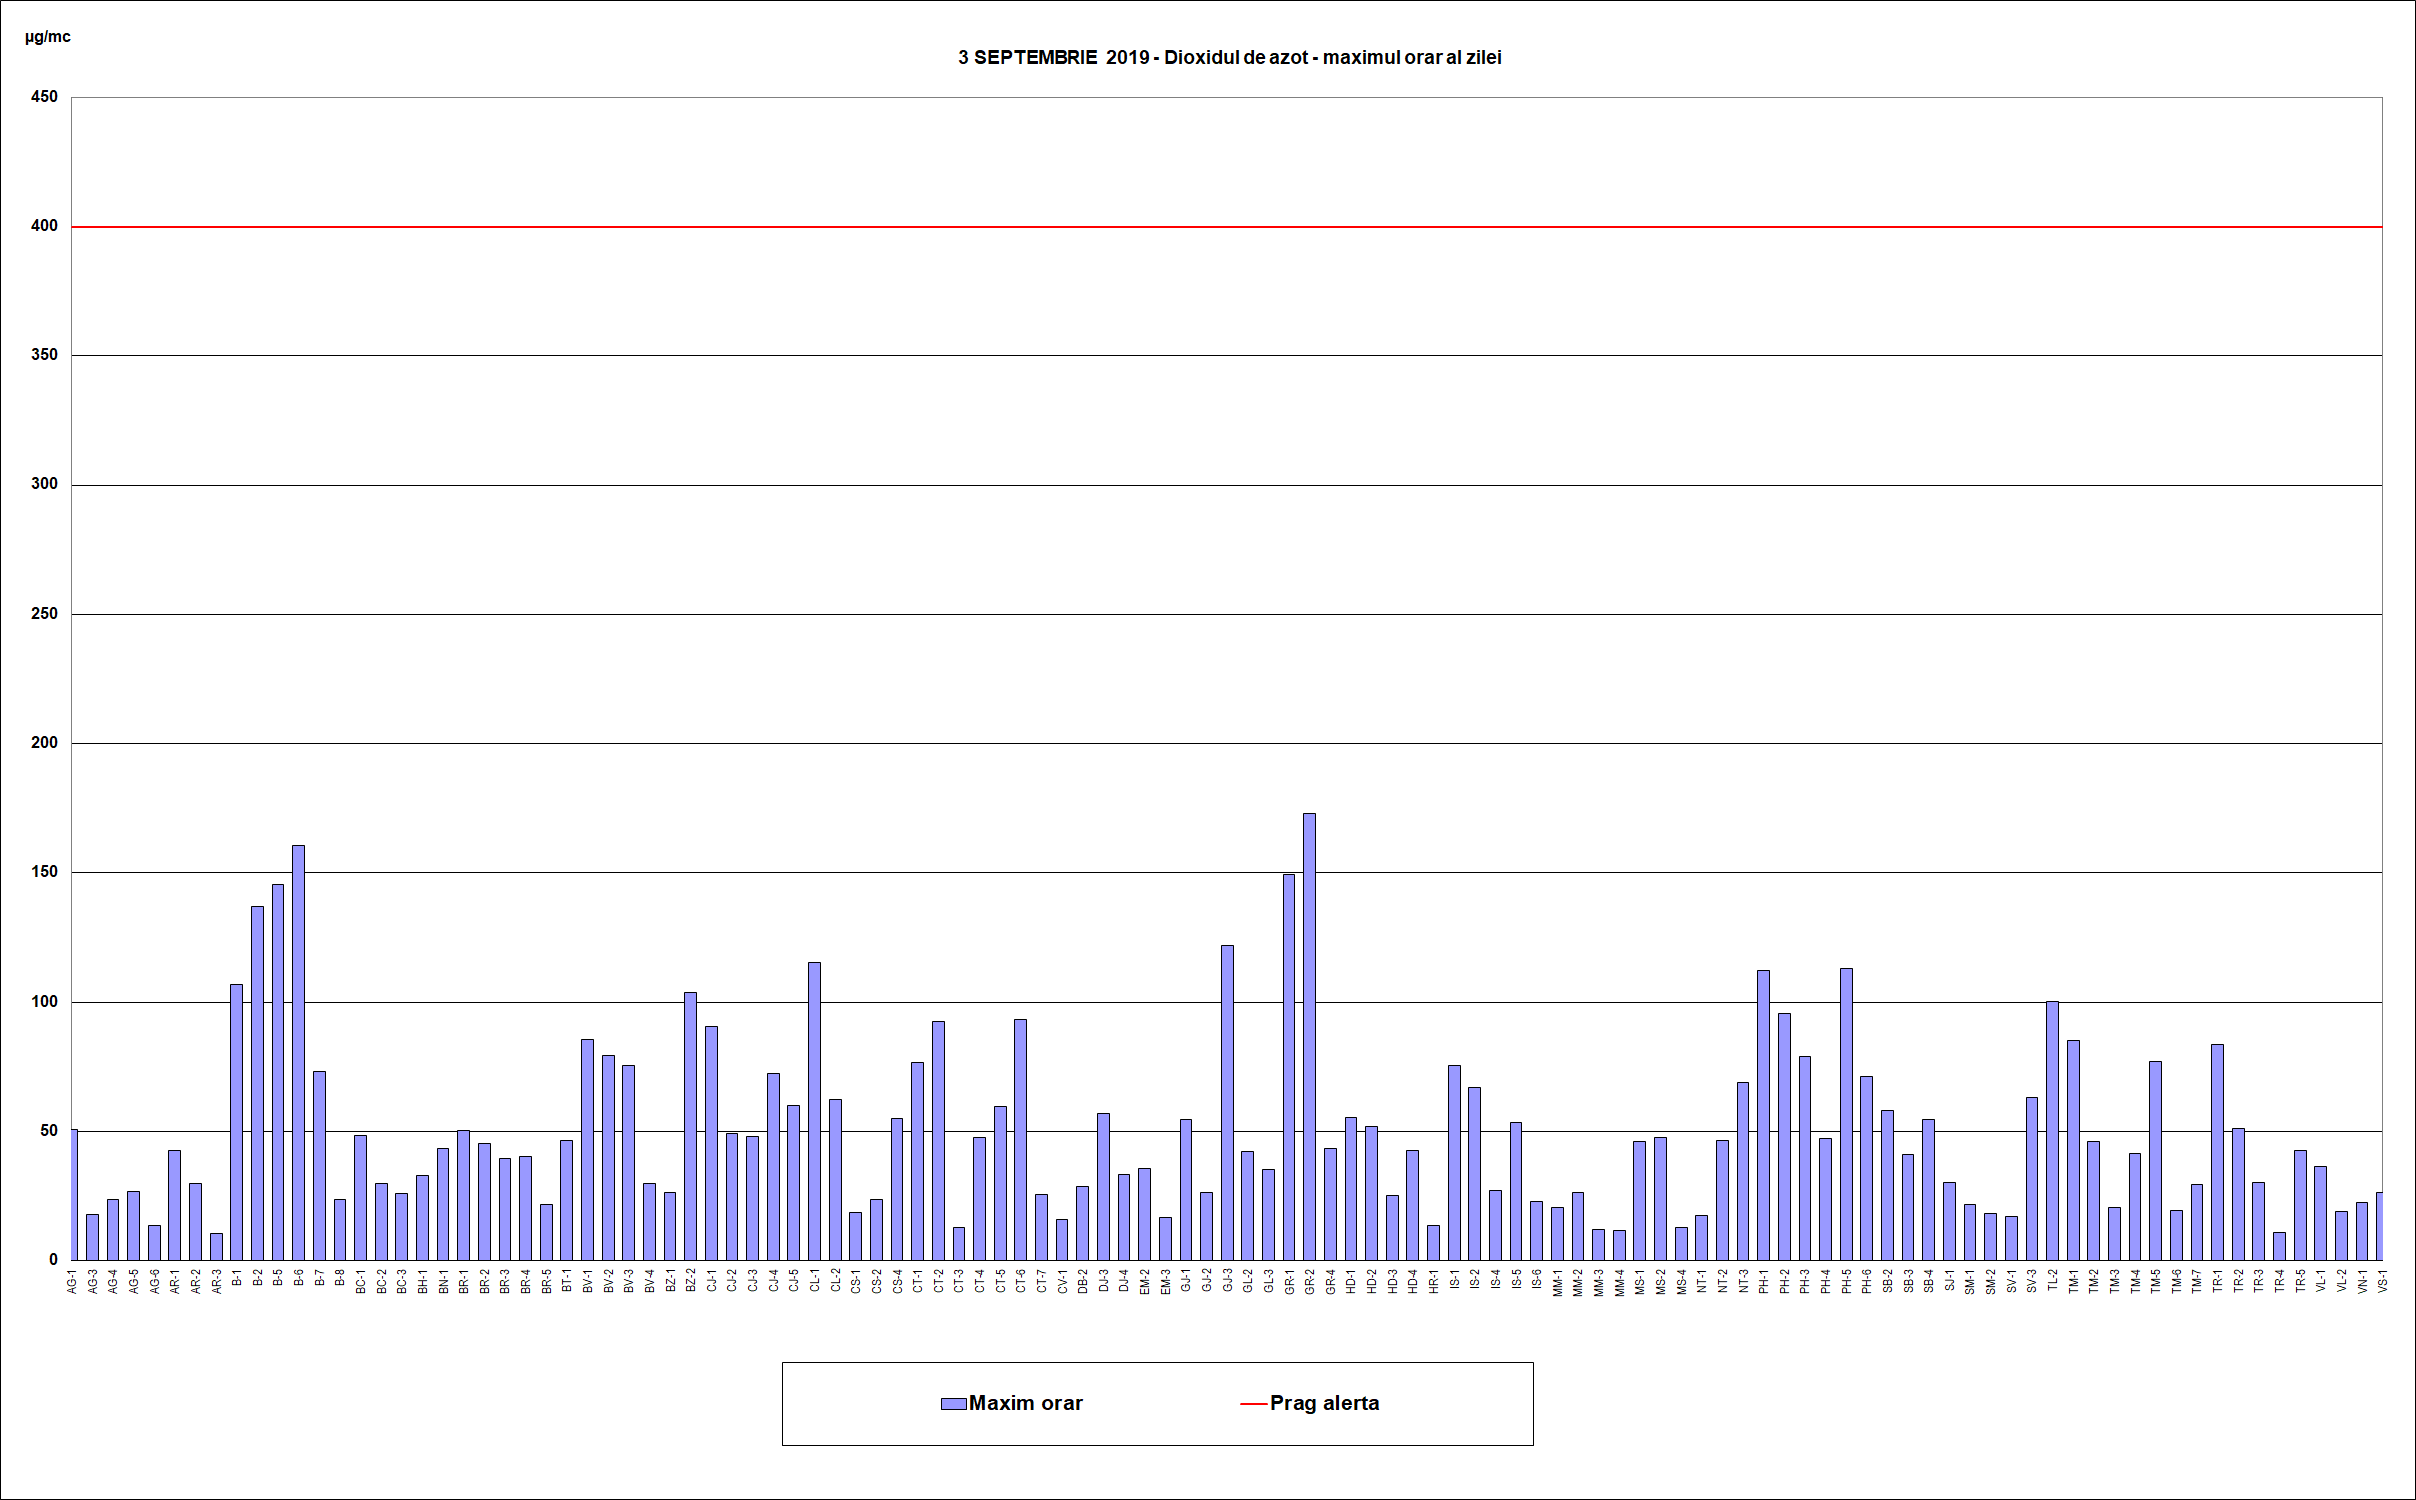 µg/mc
3 SEPTEMBRIE 2019 - Dioxidul de azot - maximul orar al zilei
450
400
350
300
250
200
150
100
50
0
AG-1 AG-3 AG-4 AG-5 AG-6 AR-1 AR-2 AR-3 B-1 B-2 B-5 B-6 B-7 B-8 BC-1 BC-2 BC-3 BH-1 BN-1 BR-1 BR-2 BR-3 BR-4 BR-5 BT-1 BV-1 BV-2 BV-3 BV-4 BZ-1 BZ-2 CJ-1 CJ-2 CJ-3 CJ-4 CJ-5 CL-1 CL-2 CS-1 CS-2 CS-4 CT-1 CT-2 CT-3 CT-4 CT-5 CT-6 CT-7 CV-1 DB-2 DJ-3 DJ-4 EM-2 EM-3 GJ-1 GJ-2 GJ-3 GL-2 GL-3 GR-1 GR-2 GR-4 HD-1 HD-2 HD-3 HD-4 HR-1 IS-1 IS-2 IS-4 IS-5 IS-6 MM-1 MM-2 MM-3 MM-4 MS-1 MS-2 MS-4 NT-1 NT-2 NT-3 PH-1 PH-2 PH-3 PH-4 PH-5 PH-6 SB-2 SB-3 SB-4 SJ-1 SM-1 SM-2 SV-1 SV-3 TL-2 TM-1 TM-2 TM-3 TM-4 TM-5 TM-6 TM-7 TR-1 TR-2 TR-3 TR-4 TR-5 VL-1 VL-2 VN-1 VS-1
Maxim orar Prag alerta